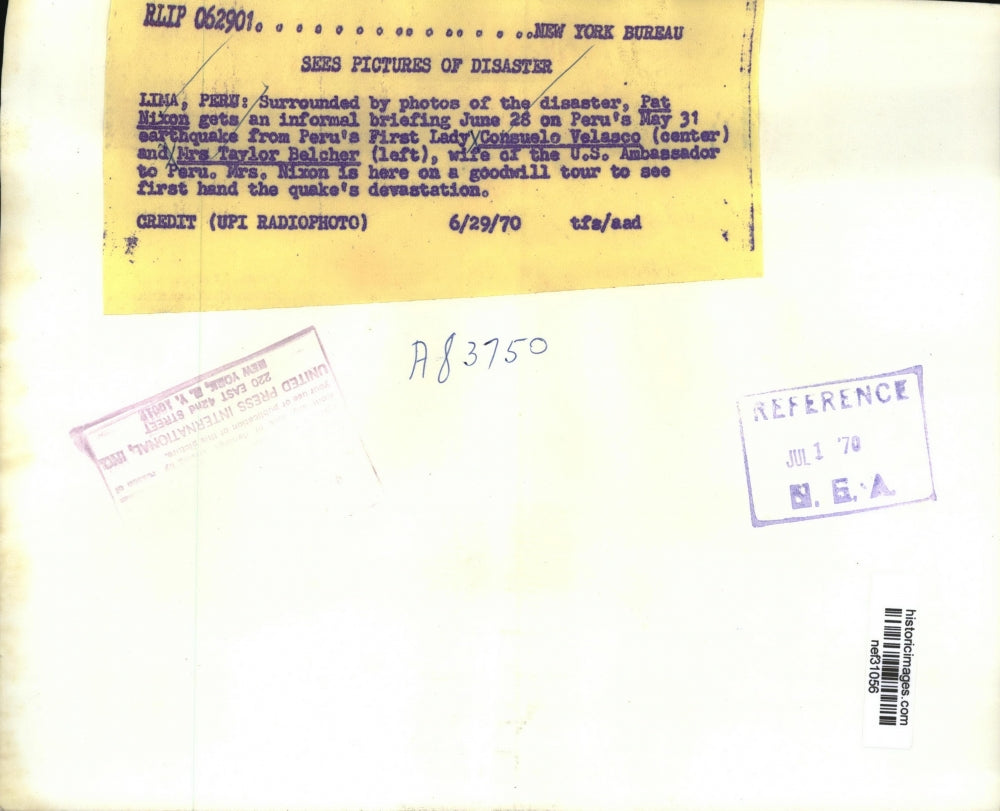 RLIP 062901. . . . . . . . . . . . . . .NEW YORK BUREAU
SEES PICTURES OF DISASTER
LIMA, PERU: Surrounded by photos of the disaster, Pat
Nixon gets an informal briefing June 28 on Peru's May 31
earthquake from Peru's First Lady Consuelo Velasco (center)
and Mrs Taylor Belcher (left), wife of the U.S. Ambassador
to Peru. Mrs. Nixon is here on a goodwill tour to see
first hand the quake's devastation.
CREDIT (UPI RADIOPHOTO) 6/29/70 tfs/aad
A83750
UNITED PRESS INTERNATIONAL, INC.
220 EAST 42nd STREET
NEW YORK, N. Y. 10017
REFERENCE
JUL 1 '70
N. E. A.
historicimages.com
nef31056